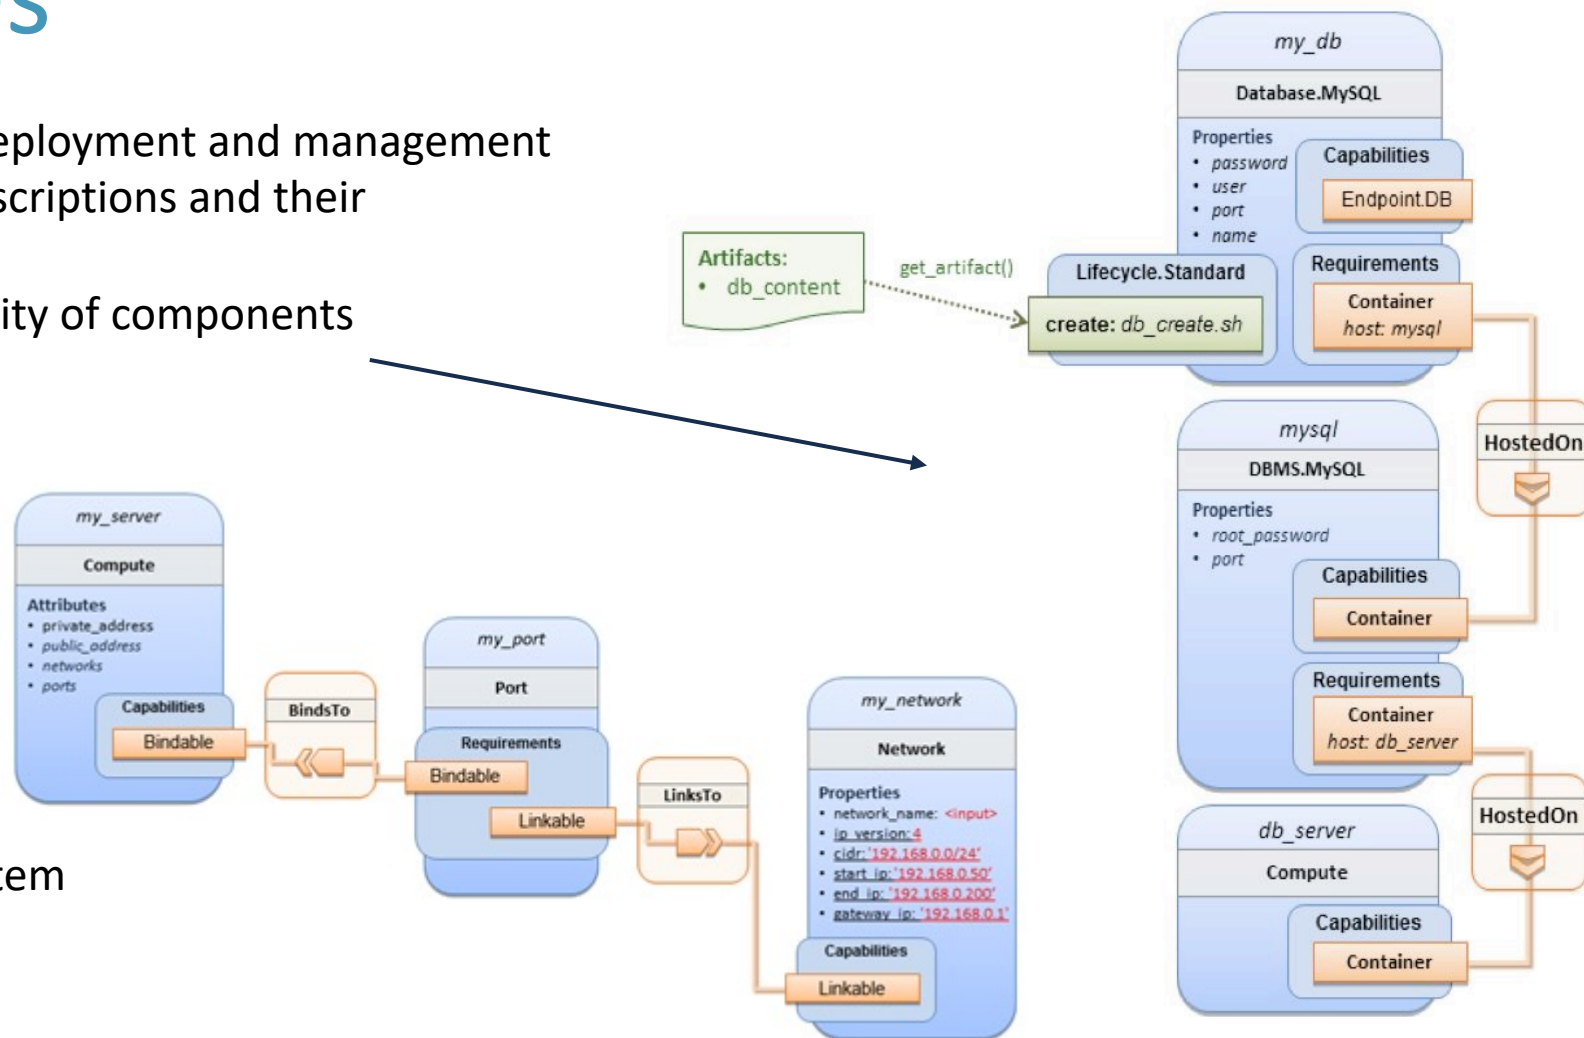 os
eployment and management
scriptions and their
ity of components
tem
my_db
Database.MySQL
Properties
• password
• user
• port
• name
Capabilities
Endpoint.DB
Requirements
Container
host: mysql
Artifacts:
• db_content
get_artifact()
Lifecycle.Standard
create: db_create.sh
HostedOn
mysql
DBMS.MySQL
Properties
• root_password
• port
Capabilities
Container
Requirements
Container
host: db_server
HostedOn
db_server
Compute
Capabilities
Container
my_server
Compute
Attributes
• private_address
• public_address
• networks
• ports
Capabilities
Bindable
BindsTo
my_port
Port
Requirements
Bindable
Linkable
LinksTo
my_network
Network
Properties
• network_name: <input>
• ip_version: 4
• cidr: '192.168.0.0/24'
• start_ip: '192.168.0.50'
• end_ip: '192.168.0.200'
• gateway_ip: '192.168.0.1'
Capabilities
Linkable